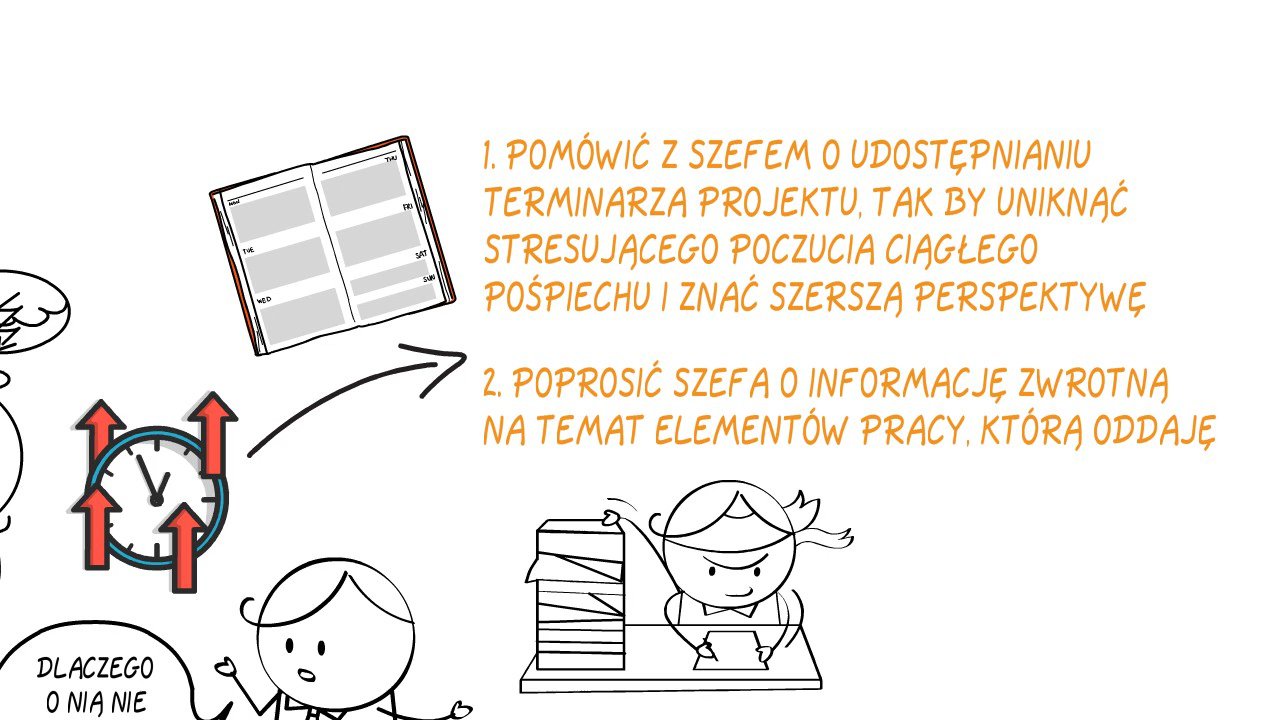 1. POMÓWIĆ Z SZEFEM O UDOSTĘPNIANIU
TERMINARZA PROJEKTU, TAK BY UNIKNĄĆ
STRESUJĄCEGO POCZUCIA CIĄGŁEGO
POŚPIECHU I ZNAĆ SZERSZĄ PERSPEKTYWĘ
2. POPROSIĆ SZEFA O INFORMACJĘ ZWROTNĄ
NA TEMAT ELEMENTÓW PRACY, KTÓRĄ ODDAJĘ
TUE
WED
THU
FRI
SAT
SUN
DLACZEGO
O NIĄ NIE